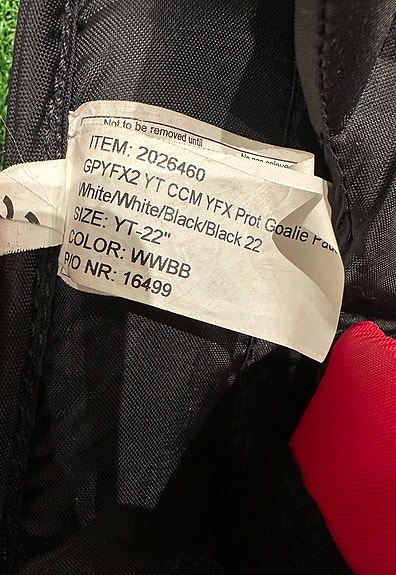 Not to be removed until
ITEM: 2026460
GPYFX2 YT CCM YFX Prot Goalie
White/White/Black/Black 22
SIZE: YT-22"
COLOR: WWBB
P/O NR: 16499